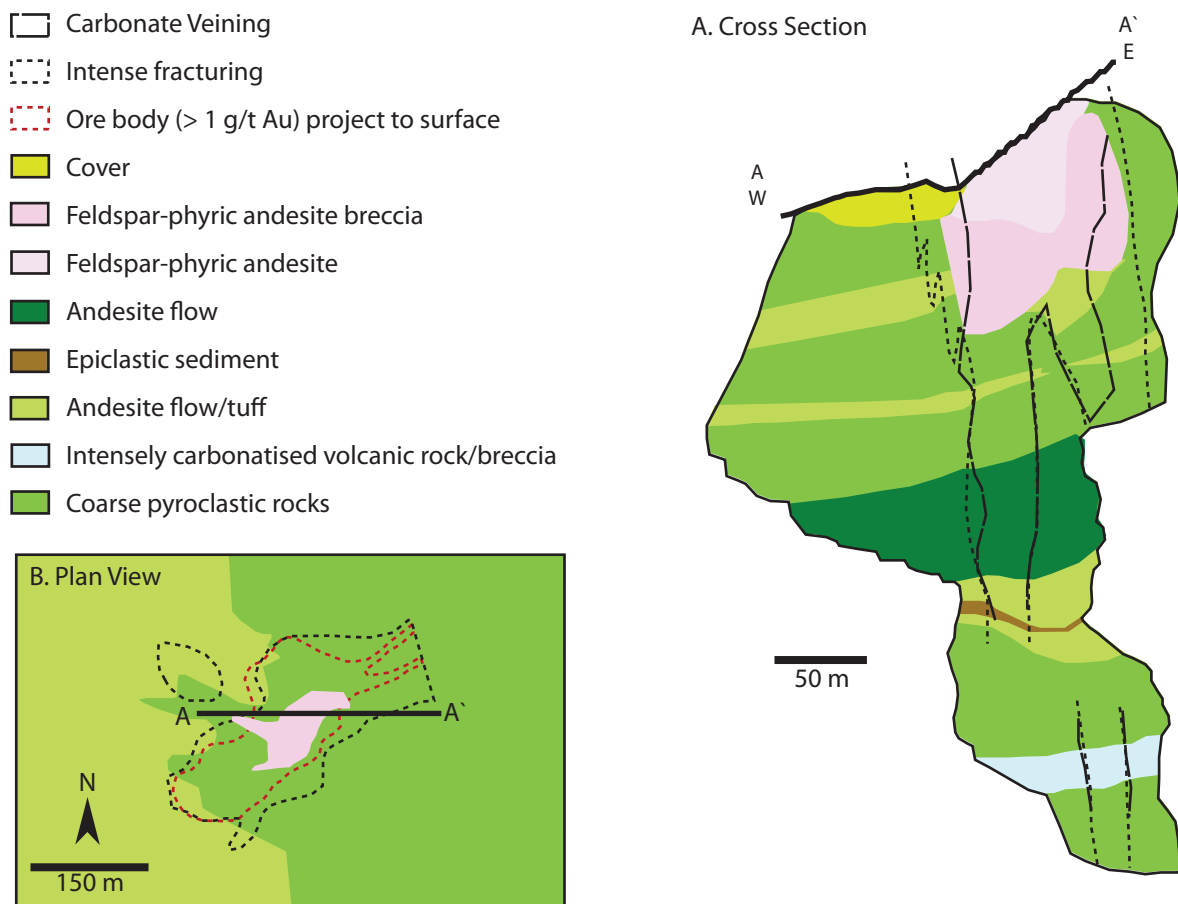 Carbonate Veining
Intense fracturing
Ore body (> 1 g/t Au) project to surface
Cover
Feldspar-phyric andesite breccia
Feldspar-phyric andesite
Andesite flow
Epiclastic sediment
Andesite flow/tuff
Intensely carbonatised volcanic rock/breccia
Coarse pyroclastic rocks
A. Cross Section
A`
E
A
W
50 m
B. Plan View
A
A`
N
150 m